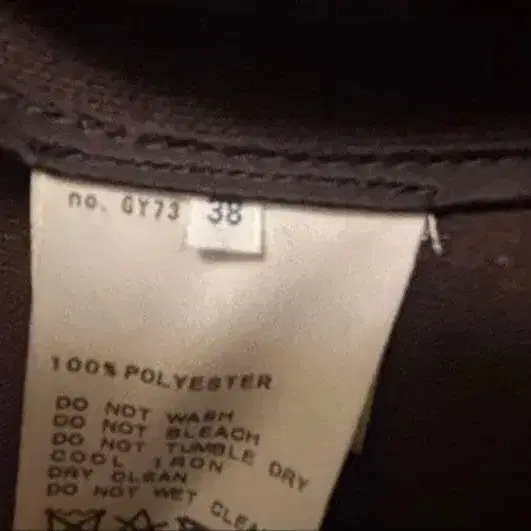 no. GY73 38
100% POLYESTER
DO NOT WASH
DO NOT BLEACH
DO NOT TUMBLE DRY
COOL IRON
DRY CLEAN
DO NOT WET CLEA